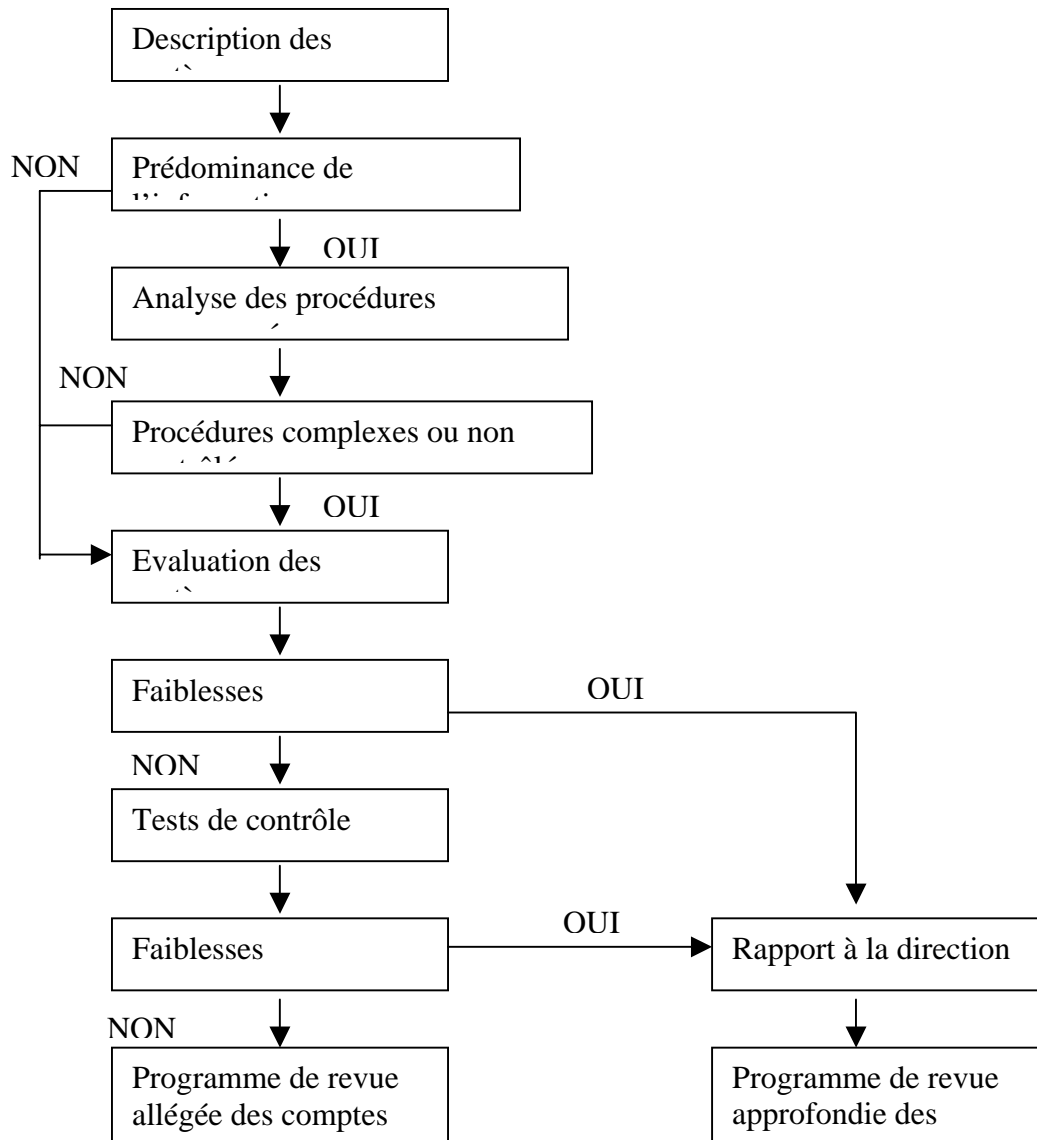 Description des
NON
Prédominance de
OUI
Analyse des procédures
NON
Procédures complexes ou non
OUI
Evaluation des
Faiblesses
OUI
NON
Tests de contrôle
Faiblesses
OUI
Rapport à la direction
NON
Programme de revue
allégée des comptes
Programme de revue
approfondie des